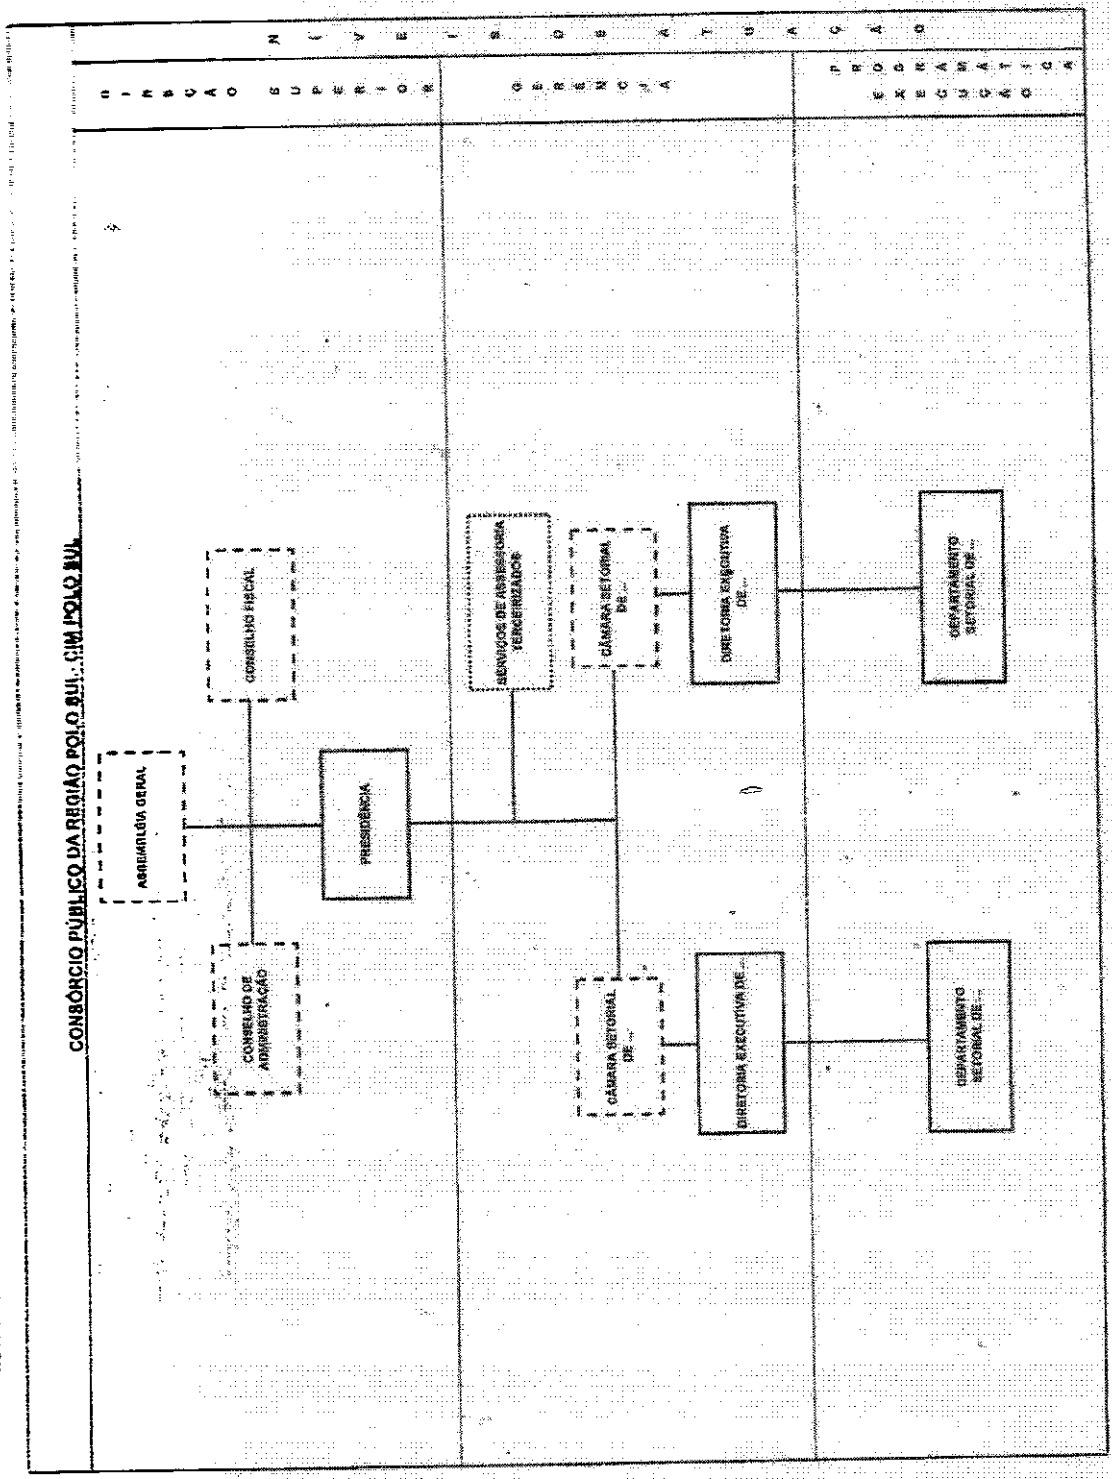 CONSÓRCIO PÚBLICO DA REGIÃO POLO SUL - CIM POLO SUL
NÍVEIS DE ATUAÇÃO
DIREÇÃO SUPERIOR
ASSEMBLÉIA GERAL
CONSELHO DE
ADMINISTRAÇÃO
CONSELHO FISCAL
PRESIDÊNCIA
GERENCIA
SERVIÇOS DE ASSESSORIA
TERCEIRIZADOS
CÂMARA SETORIAL
DE ...
CÂMARA SETORIAL
DE ...
DIRETORIA EXECUTIVA DE ...
DIRETORIA EXECUTIVA
DE...
EXECUÇÃO
PROGRAMÁTICA
DEPARTAMENTO
SETORIAL DE ...
DEPARTAMENTO
SETORIAL DE ...